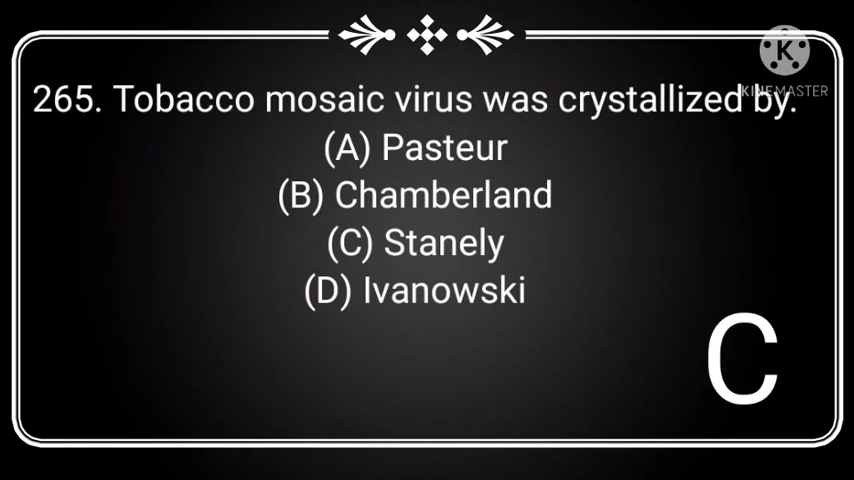 K
KINEMASTER
265. Tobacco mosaic virus was crystallized by.
(A) Pasteur
(B) Chamberland
(C) Stanely
(D) Ivanowski
C